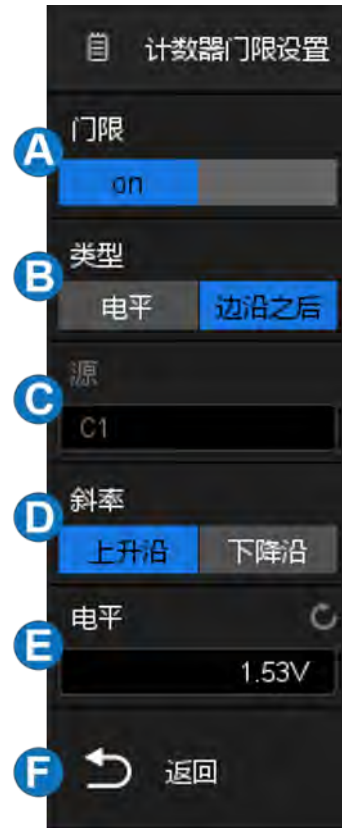 计数器门限设置
A
门限
on
B
类型
电平 边沿之后
C
源
C1
D
斜率
上升沿 下降沿
E
电平
1.53V
F
返回